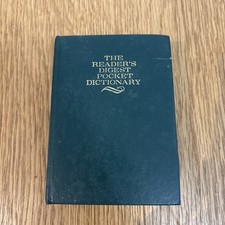 THE
READER'S
DIGEST
POCKET
DICTIONARY